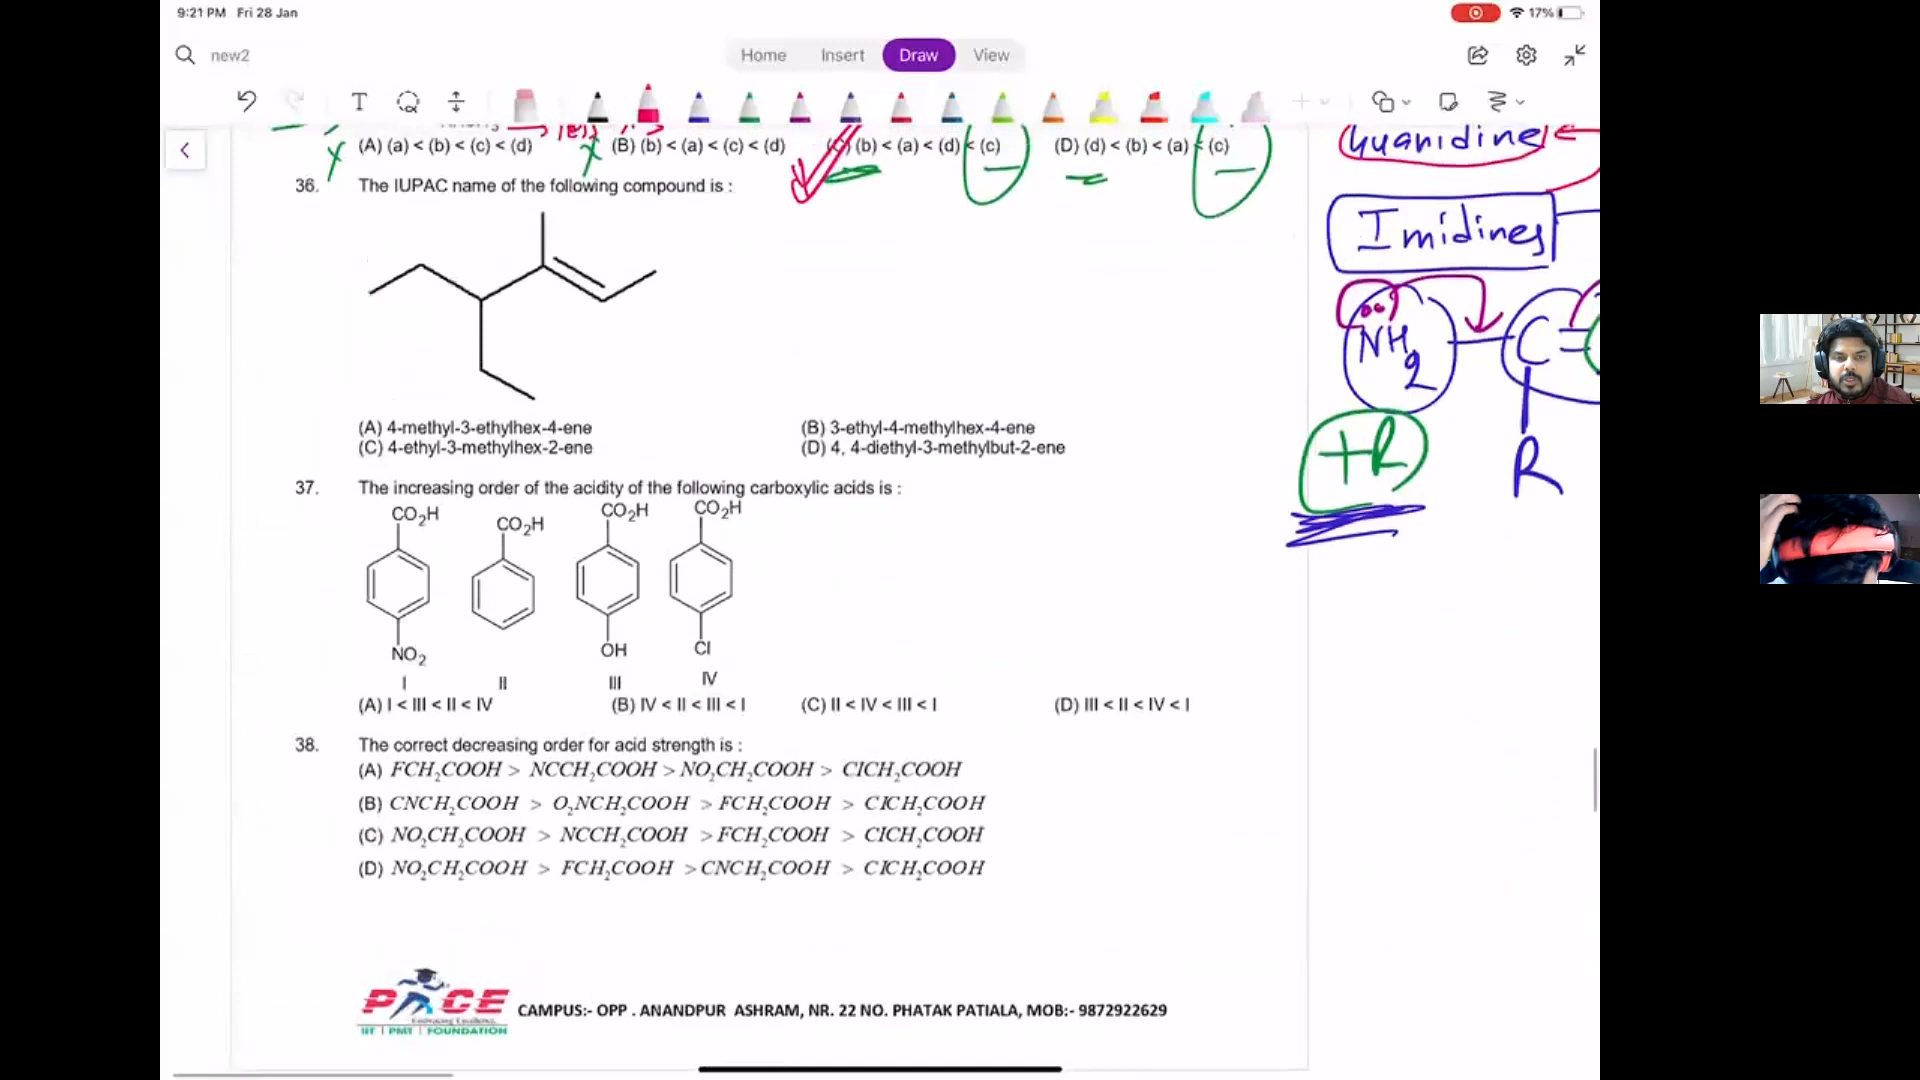 9:21 PM Fri 28 Jan
17%
new2
Home Insert Draw View
T
(A) (a) < (b) < (c) < (d) (B) (b) < (a) < (c) < (d) (C) (b) < (a) < (d) < (c) (D) (d) < (b) < (a) < (c)
Guanidine
36. The IUPAC name of the following compound is :
Imidines
NH2 C
R
+R
(A) 4-methyl-3-ethylhex-4-ene (B) 3-ethyl-4-methylhex-4-ene
(C) 4-ethyl-3-methylhex-2-ene (D) 4, 4-diethyl-3-methylbut-2-ene
37. The increasing order of the acidity of the following carboxylic acids is :
CO2H CO2H CO2H CO2H
NO2 OH Cl
I II III IV
(A) I < III < II < IV (B) IV < II < III < I (C) II < IV < III < I (D) III < II < IV < I
38. The correct decreasing order for acid strength is :
(A) FCH2COOH > NCCH2COOH > NO2CH2COOH > ClCH2COOH
(B) CNCH2COOH > O2NCH2COOH > FCH2COOH > ClCH2COOH
(C) NO2CH2COOH > NCCH2COOH > FCH2COOH > ClCH2COOH
(D) NO2CH2COOH > FCH2COOH > CNCH2COOH > ClCH2COOH
PACE
IIT | PMT | FOUNDATION
CAMPUS:- OPP . ANANDPUR ASHRAM, NR. 22 NO. PHATAK PATIALA, MOB:- 9872922629